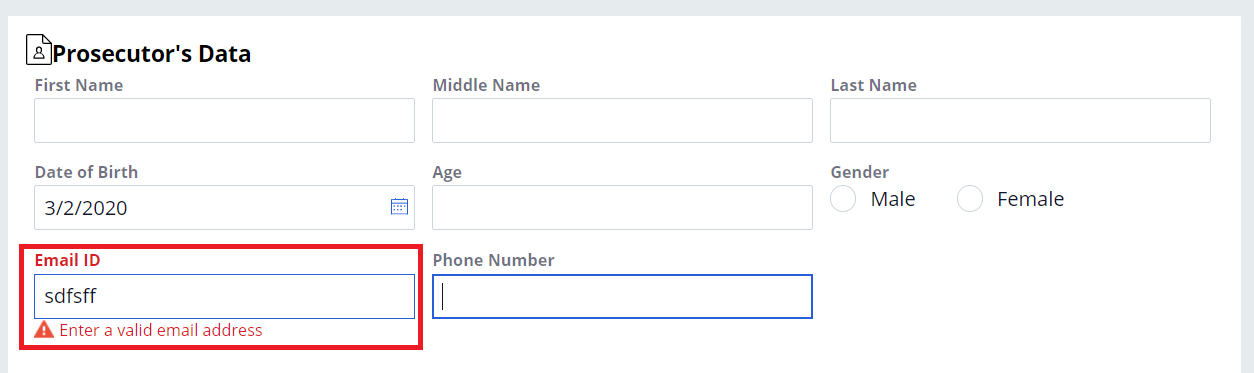 Prosecutor's Data
First Name Middle Name Last Name
Date of Birth Age Gender
3/2/2020 Male Female
Email ID Phone Number
sdfsff
Enter a valid email address